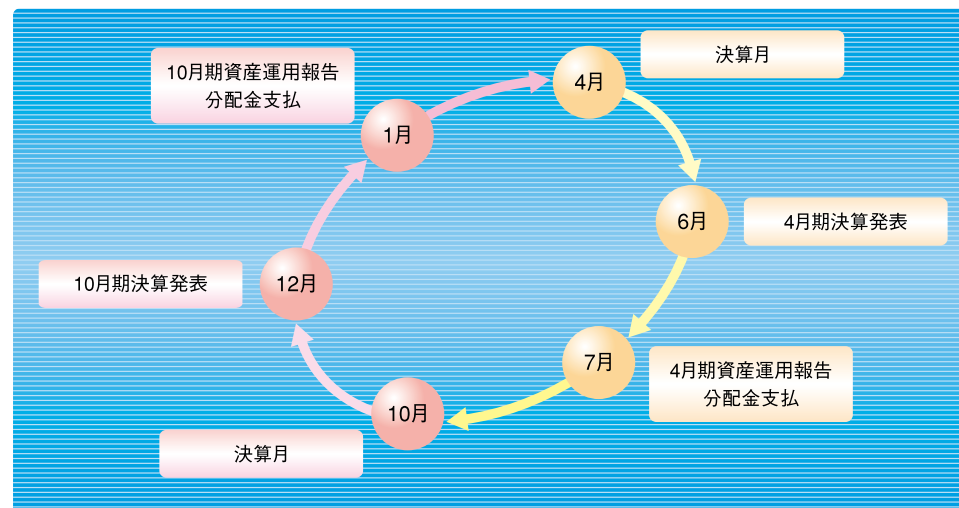 決算月
4月
10月期資産運用報告
分配金支払
1月
6月
4月期決算発表
12月
10月期決算発表
7月
4月期資産運用報告
分配金支払
10月
決算月